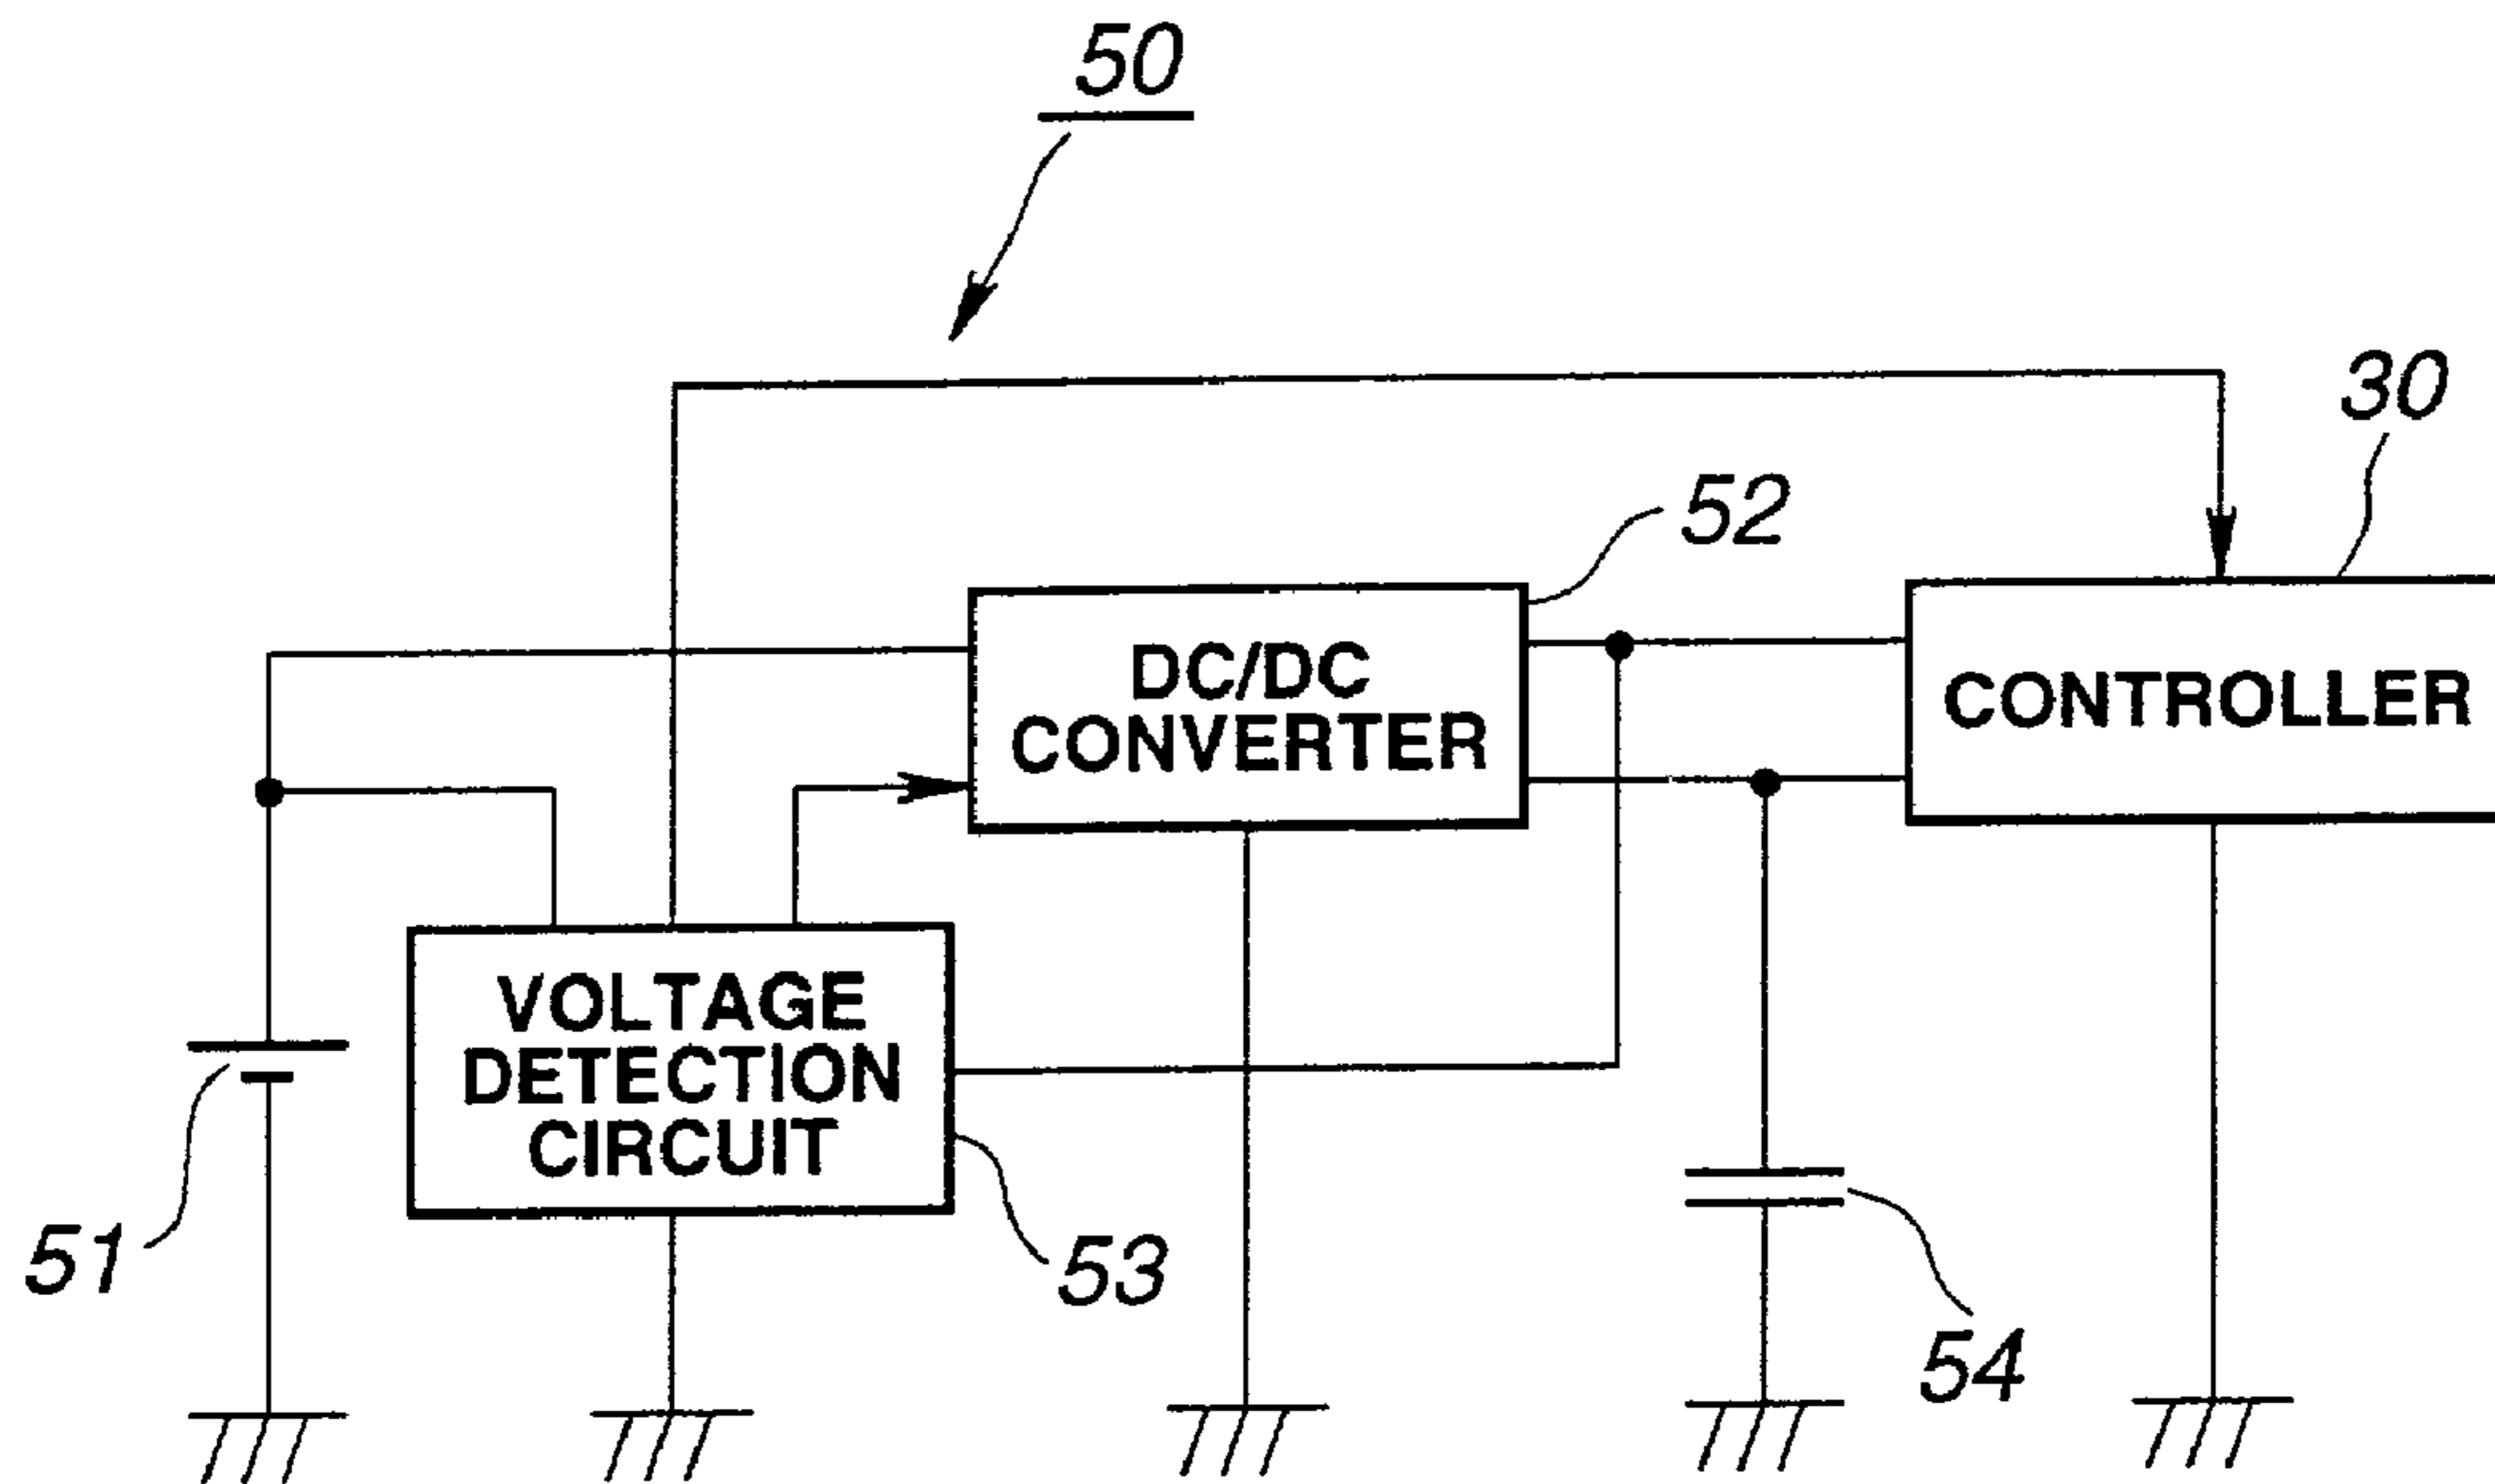 50
30
52
DC/DC
CONVERTER
CONTROLLER
VOLTAGE
DETECTION
CIRCUIT
51
53
54